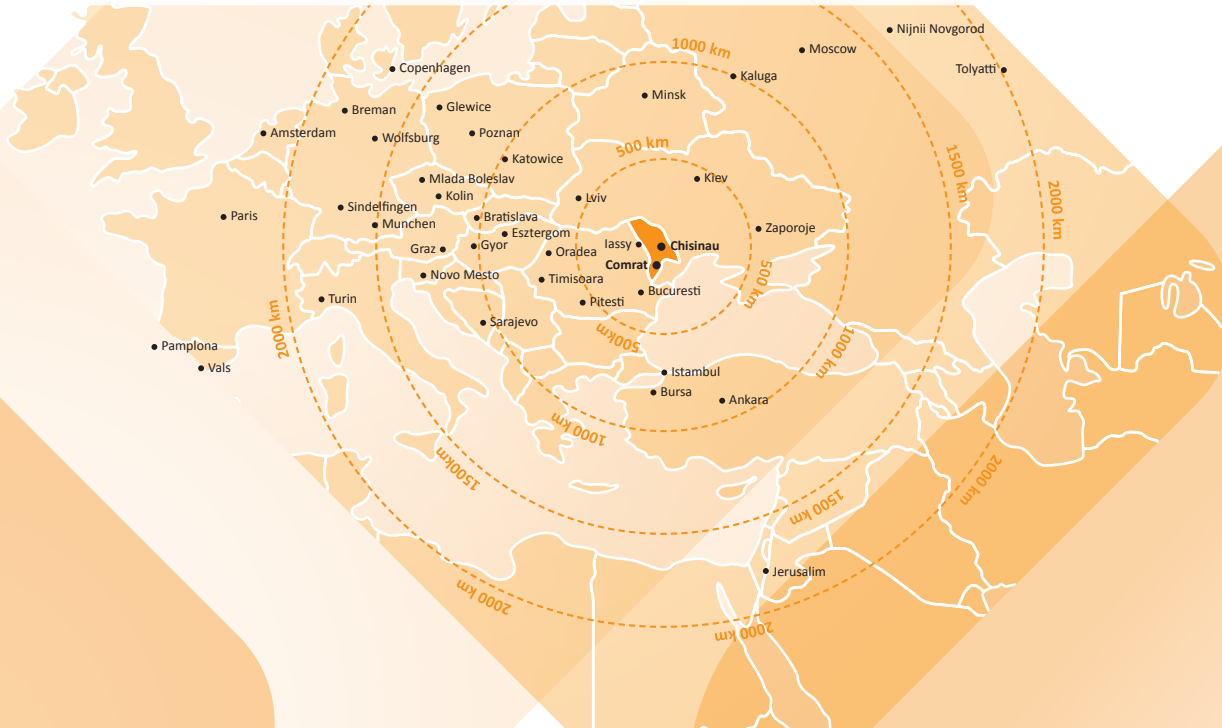 Nijnii Novgorod
1000 km
Moscow
Copenhagen
Tolyatti
Kaluga
Minsk
Breman
Glewice
Amsterdam
Wolfsburg
Poznan
500 km
Katowice
1500 km
Mlada Boleslav
Kiev
2000 km
Kolin
Lviv
Sindelfingen
Paris
Bratislava
Munchen
Esztergom
Zaporoje
Graz
Gyor
Oradea
Iassy
Chisinau
Comrat
Novo Mesto
Timisoara
500 km
Bucuresti
Turin
Pitesti
2000 km
Sarajevo
500km
Pamplona
1000 km
Vals
Istambul
Bursa
Ankara
1000 km
1500km
2000 km
1500 km
Jerusalim
2000 km
2000 km